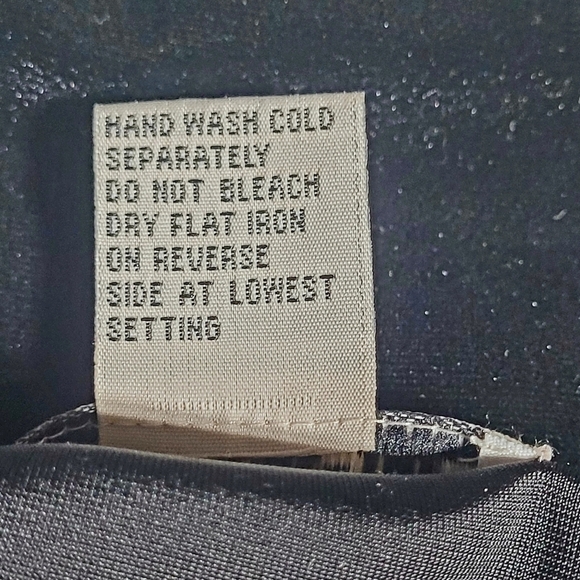 HAND WASH COLD
SEPARATELY
DO NOT BLEACH
DRY FLAT IRON
ON REVERSE
SIDE AT LOWEST
SETTING